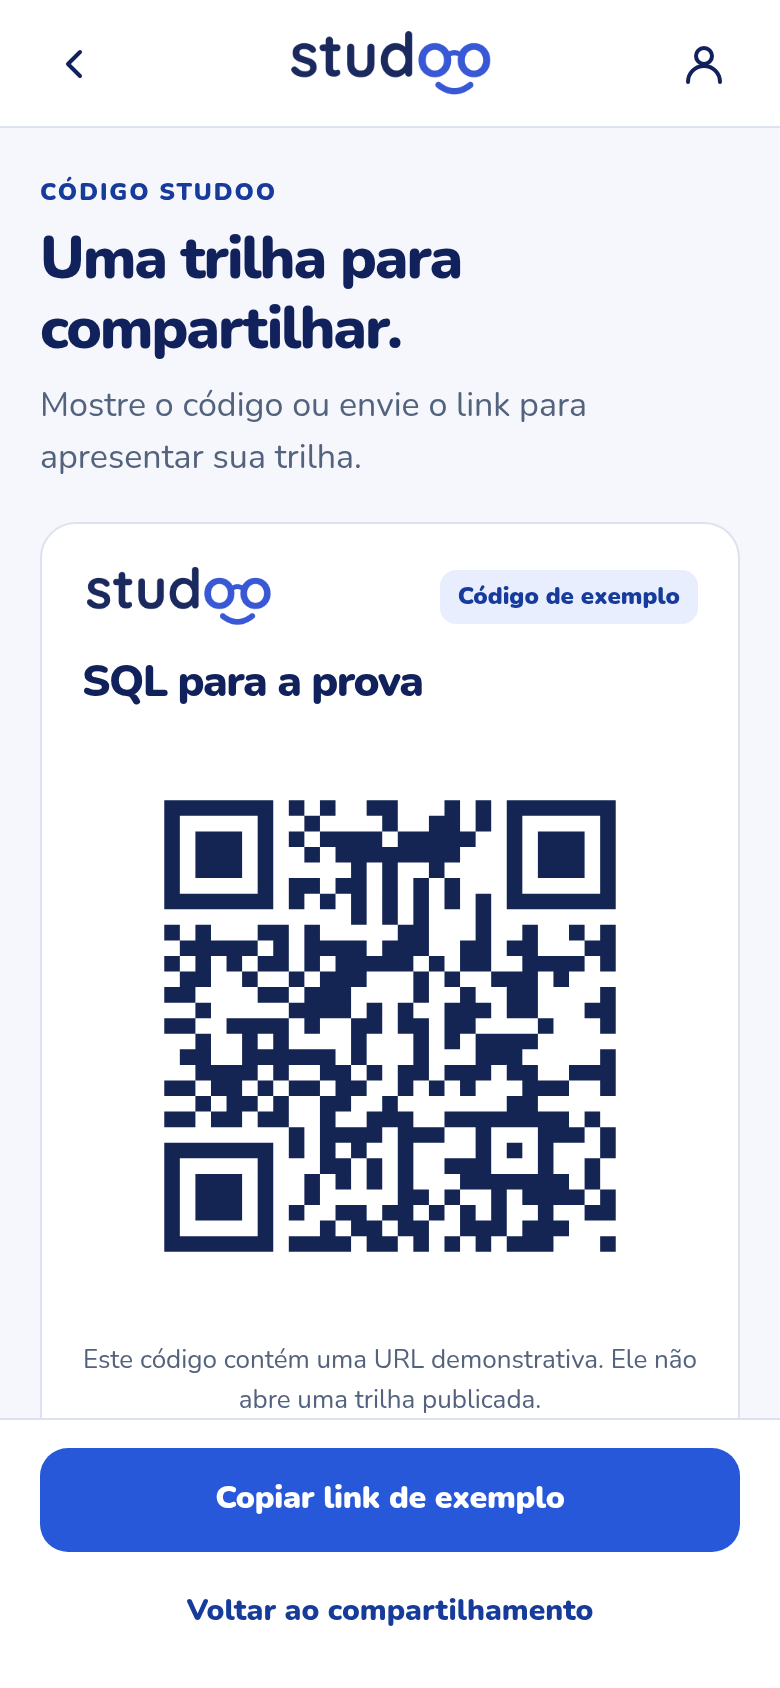 studoo
CÓDIGO STUDOO
Uma trilha para
compartilhar.
Mostre o código ou envie o link para
apresentar sua trilha.
studoo
Código de exemplo
SQL para a prova
Este código contém uma URL demonstrativa. Ele não
abre uma trilha publicada.
Copiar link de exemplo
Voltar ao compartilhamento